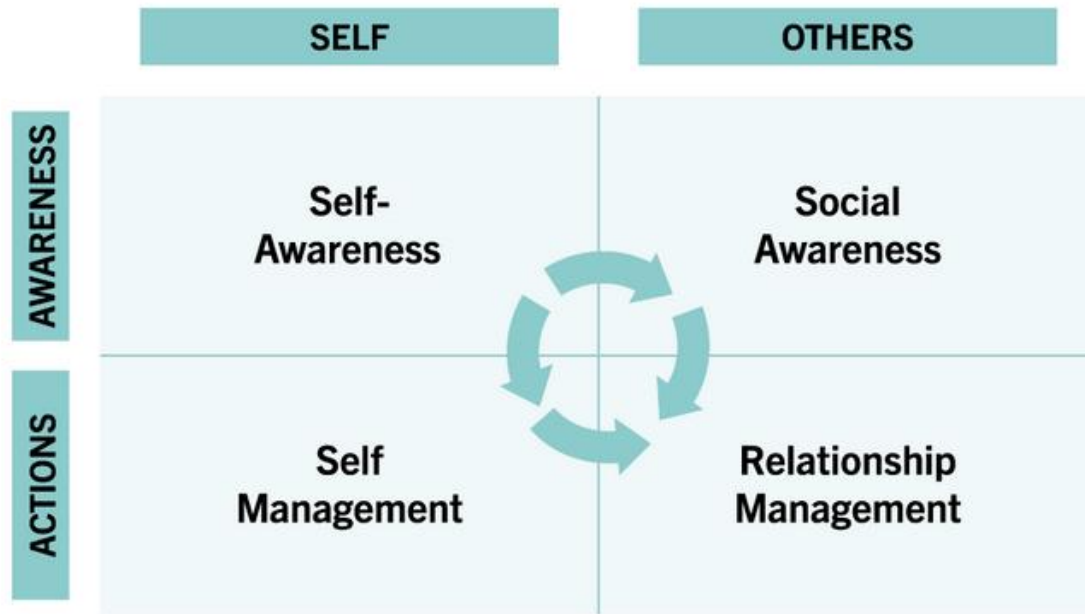 SELF
OTHERS
AWARENESS
Self-
Awareness
Social
Awareness
ACTIONS
Self
Management
Relationship
Management